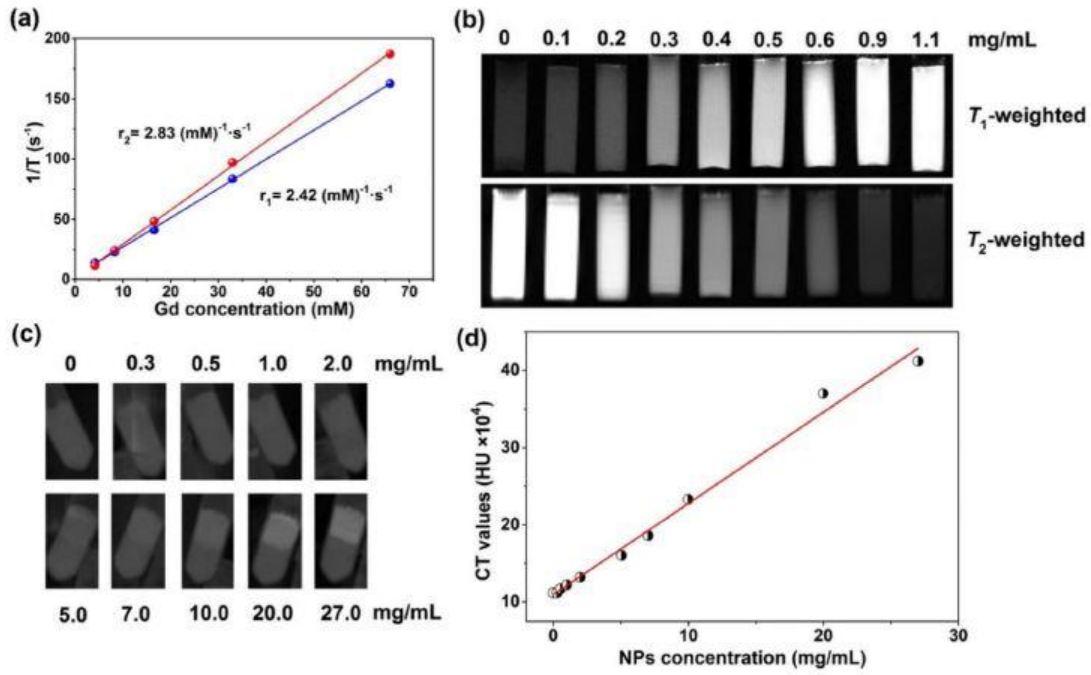 (a)
200
150
100
50
0
1/T (s⁻¹)
r₂= 2.83 (mM)⁻¹·s⁻¹
r₁= 2.42 (mM)⁻¹·s⁻¹
0 10 20 30 40 50 60 70
Gd concentration (mM)
(b)
0 0.1 0.2 0.3 0.4 0.5 0.6 0.9 1.1 mg/mL
T₁-weighted
T₂-weighted
(c)
0 0.3 0.5 1.0 2.0 mg/mL
5.0 7.0 10.0 20.0 27.0 mg/mL
(d)
40
30
20
10
CT values (HU ×10⁴)
0 10 20 30
NPs concentration (mg/mL)